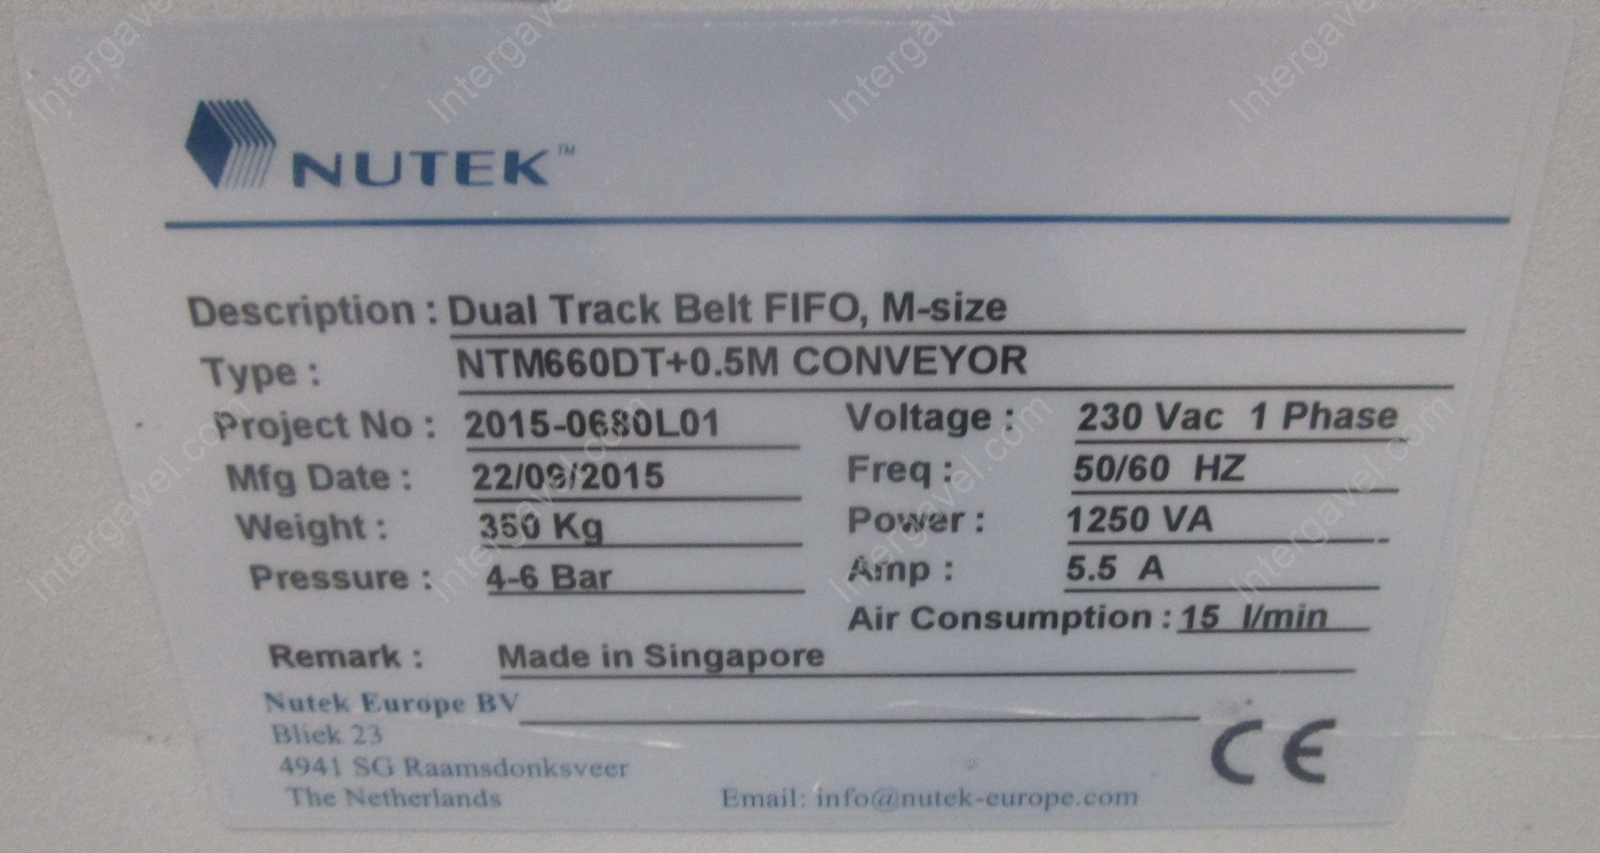 NUTEK™
Description : Dual Track Belt FIFO, M-size
Type : NTM660DT+0.5M CONVEYOR
Project No : 2015-0680L01 Voltage : 230 Vac 1 Phase
Mfg Date : 22/09/2015 Freq : 50/60 HZ
Weight : 350 Kg Power : 1250 VA
Pressure : 4-6 Bar Amp : 5.5 A
Air Consumption : 15 l/min
Remark : Made in Singapore
Nutek Europe BV
Bliek 23
4941 SG Raamsdonksveer
The Netherlands Email: info@nutek-europe.com
CE
Intergavel.com